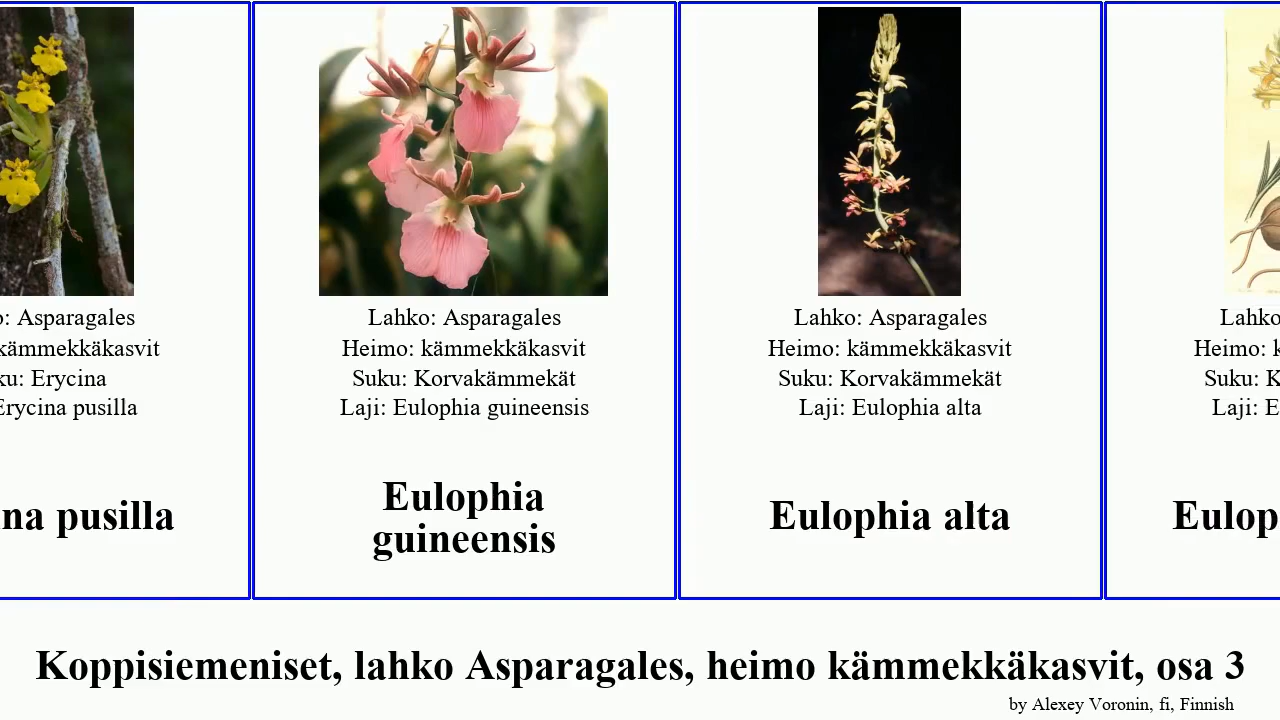 o: Asparagales
kämmekkäkasvit
ku: Erycina
Erycina pusilla
na pusilla
Lahko: Asparagales
Heimo: kämmekkäkasvit
Suku: Korvakämmekät
Laji: Eulophia guineensis
Eulophia
guineensis
Lahko: Asparagales
Heimo: kämmekkäkasvit
Suku: Korvakämmekät
Laji: Eulophia alta
Eulophia alta
Lahko
Heimo: k
Suku: K
Laji: E
Eulop
Koppisiemeniset, lahko Asparagales, heimo kämmekkäkasvit, osa 3
by Alexey Voronin, fi, Finnish